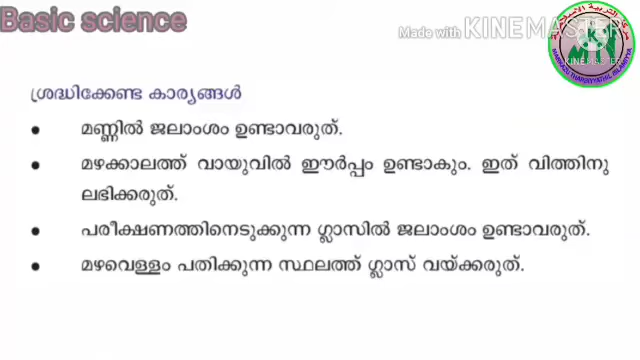 Basic science
Made with KINEMASTER
KINEMASTER
ശ്രദ്ധിക്കേണ്ട കാര്യങ്ങൾ
• മണ്ണിൽ ജലാംശം ഉണ്ടാവരുത്.
• മഴക്കാലത്ത് വായുവിൽ ഈർപ്പം ഉണ്ടാകും. ഇത് വിത്തിനു
ലഭിക്കരുത്.
• പരീക്ഷണത്തിനെടുക്കുന്ന ഗ്ലാസിൽ ജലാംശം ഉണ്ടാവരുത്.
• മഴവെള്ളം പതിക്കുന്ന സ്ഥലത്ത് ഗ്ലാസ് വയ്ക്കരുത്.